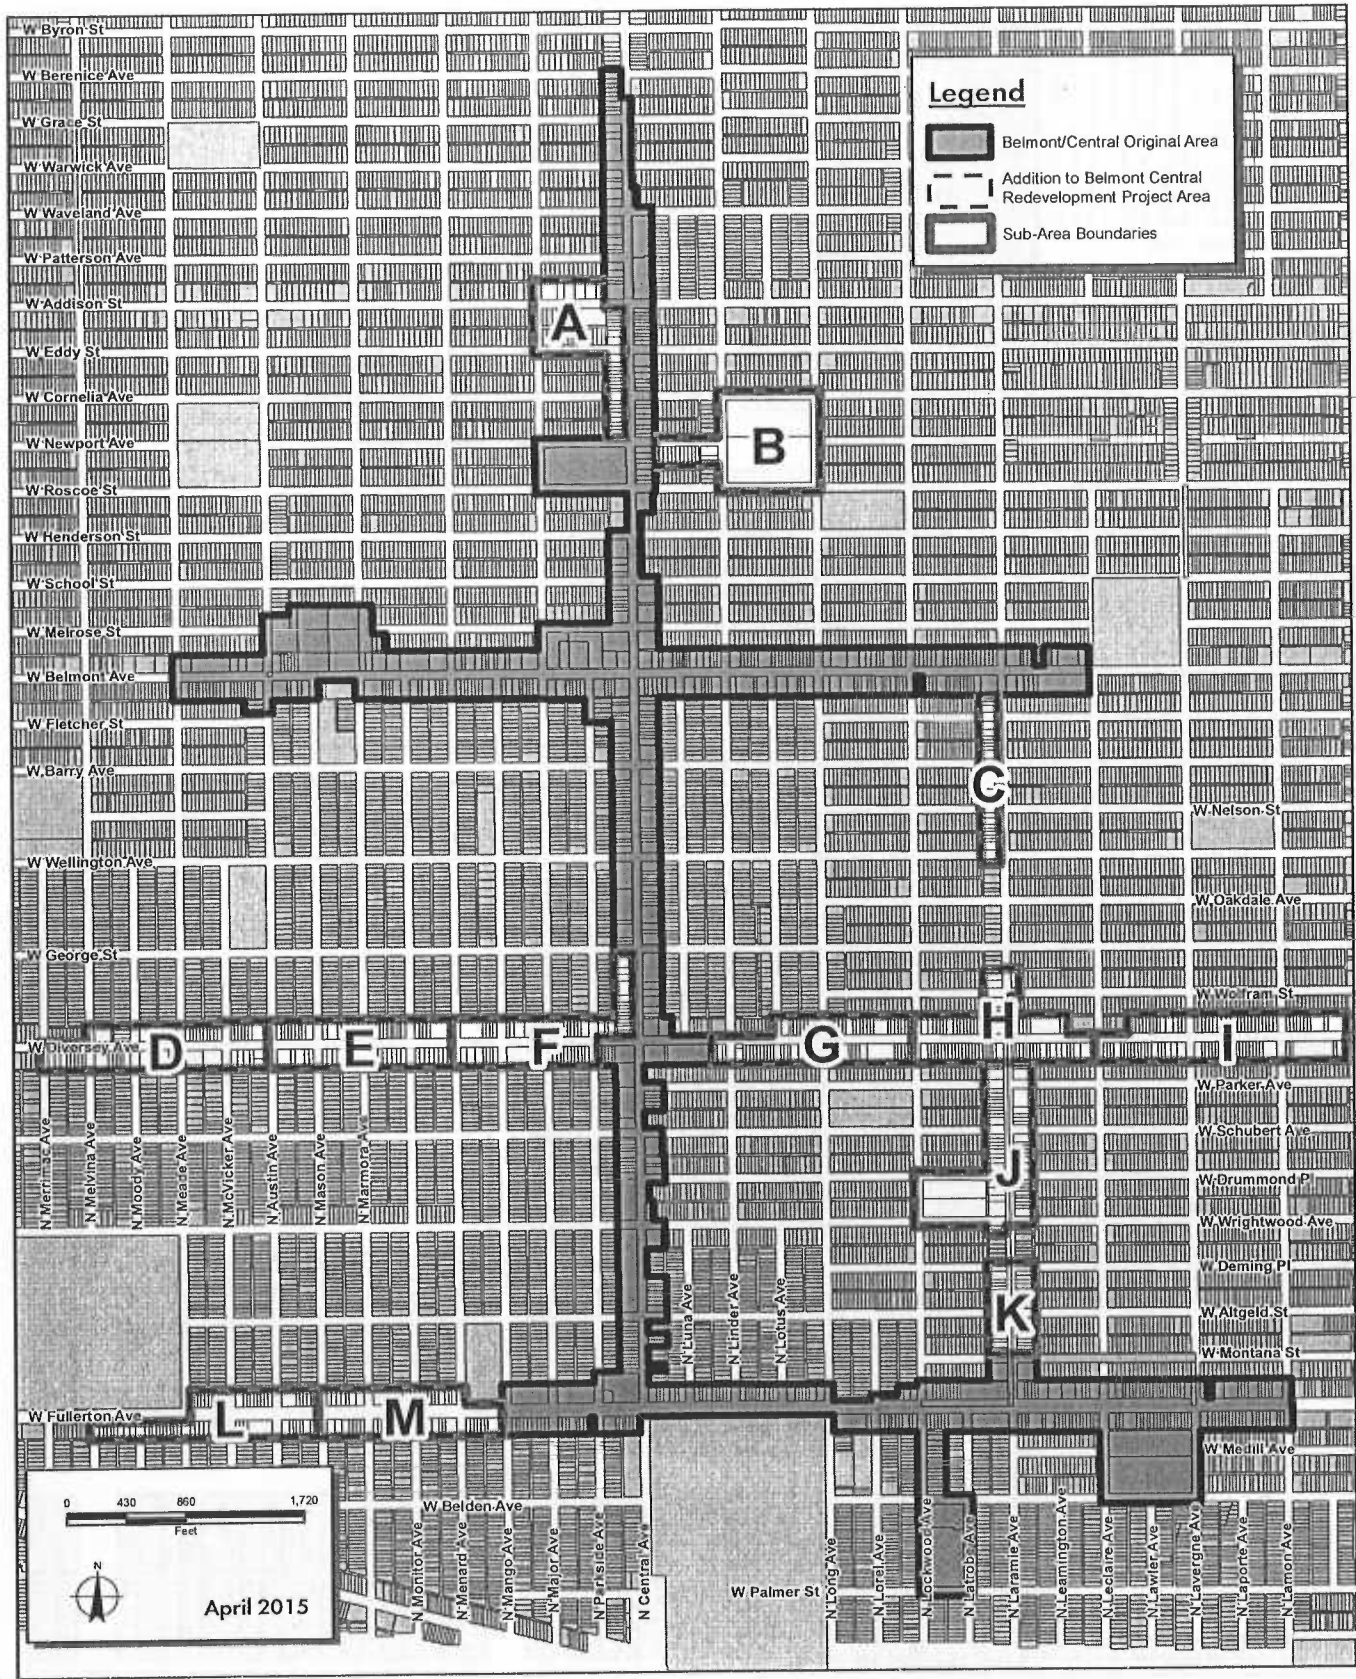 W Byron St
W Berenice Ave
W Grace St
W Warwick Ave
W Waveland Ave
W Patterson Ave
W Addison St
W Eddy St
W Cornelia Ave
W Newport Ave
W Roscoe St
W Henderson St
W School St
W Melrose St
W Belmont Ave
W Fletcher St
W Barry Ave
W Wellington Ave
W George St
W Diversey Ave
W Fullerton Ave
Legend
Belmont/Central Original Area
Addition to Belmont Central
Redevelopment Project Area
Sub-Area Boundaries
A
B
C
W Nelson St
W Oakdale Ave
W Wolfram St
D
E
F
G
H
I
W Parker Ave
W Schubert Ave
W Drummond Pl
W Wrightwood Ave
W Deming Pl
W Altgeld St
W Montana St
W Medill Ave
J
K
L
M
N Merrimac Ave
N Melvina Ave
N Moody Ave
N Meade Ave
N McVicker Ave
N Austin Ave
N Mason Ave
N Marmora Ave
N Luna Ave
N Linder Ave
N Lotus Ave
W Belden Ave
W Palmer St
N Monitor Ave
N Menard Ave
N Mango Ave
N Major Ave
N Parkside Ave
N Central Ave
N Long Ave
N Lorel Ave
N Lockwood Ave
N Latrobe Ave
N Laramie Ave
N Leamington Ave
N Leclaire Ave
N Lawler Ave
N Lavergne Ave
N Laporte Ave
N Lamon Ave
0 430 860 1,720
Feet
N
April 2015